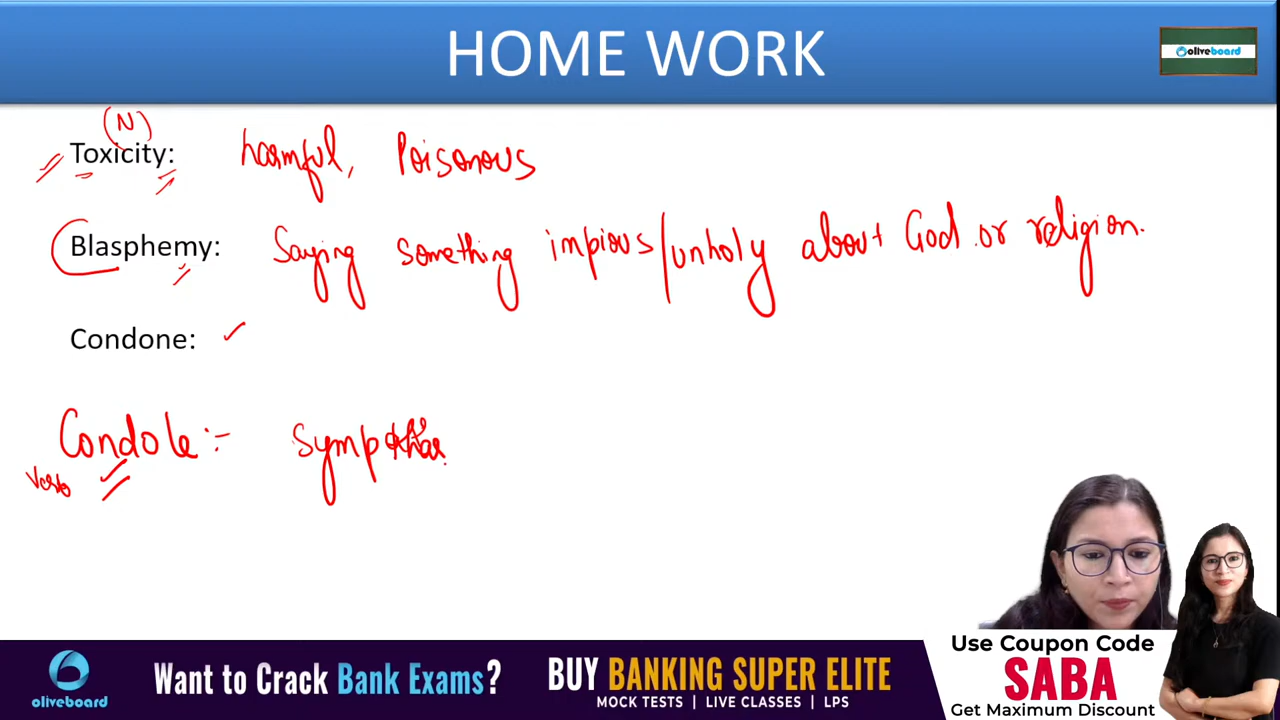 HOME WORK
oliveboard
(N)
Toxicity: harmful, Poisonous
Blasphemy: Saying something impious/unholy about God or religion.
Condone: ✓
Condole :-
Verb
oliveboard
Want to Crack Bank Exams?
BUY BANKING SUPER ELITE
MOCK TESTS | LIVE CLASSES | LPS
Use Coupon Code
SABA
Get Maximum Discount